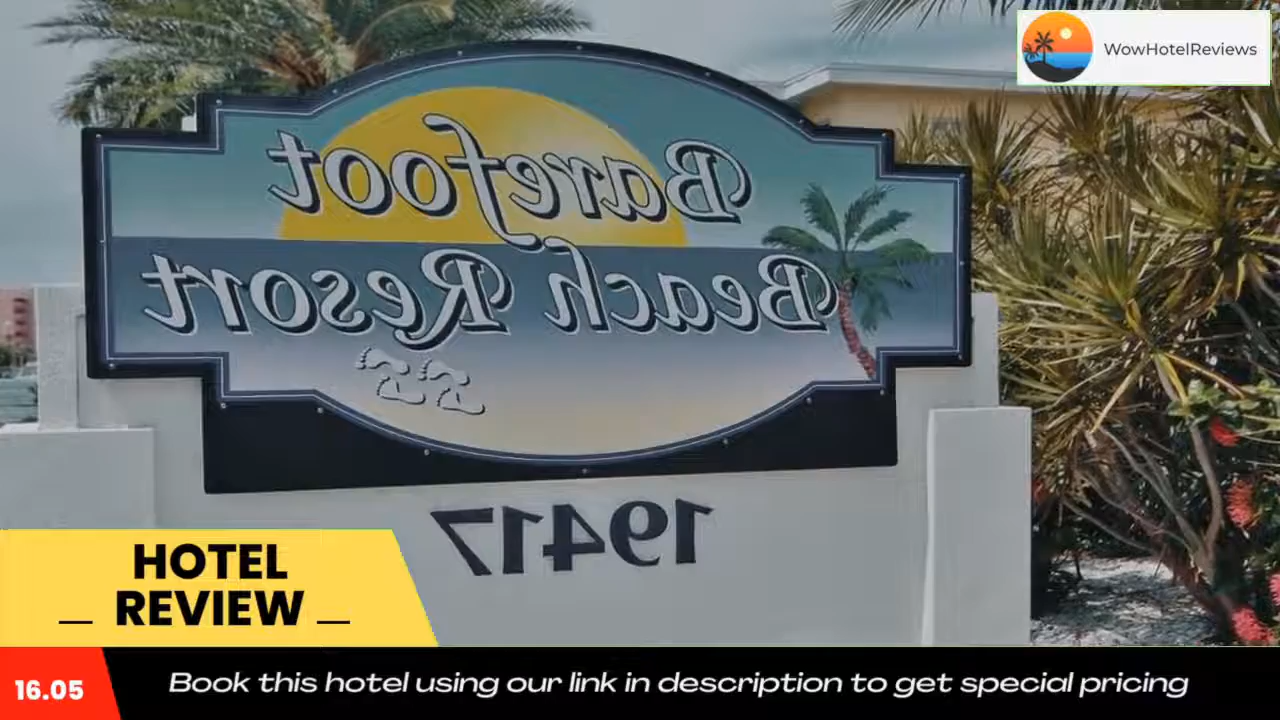 WowHotelReviews
Barefoot
Beach Resort
19417
HOTEL
REVIEW
16.05
Book this hotel using our link in description to get special pricing